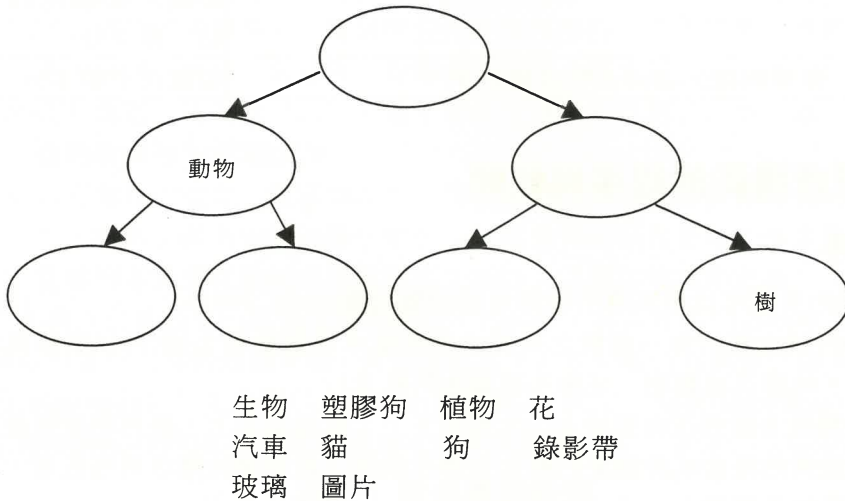 動物
樹
生物 塑膠狗 植物 花
汽車 貓 狗 錄影帶
玻璃 圖片